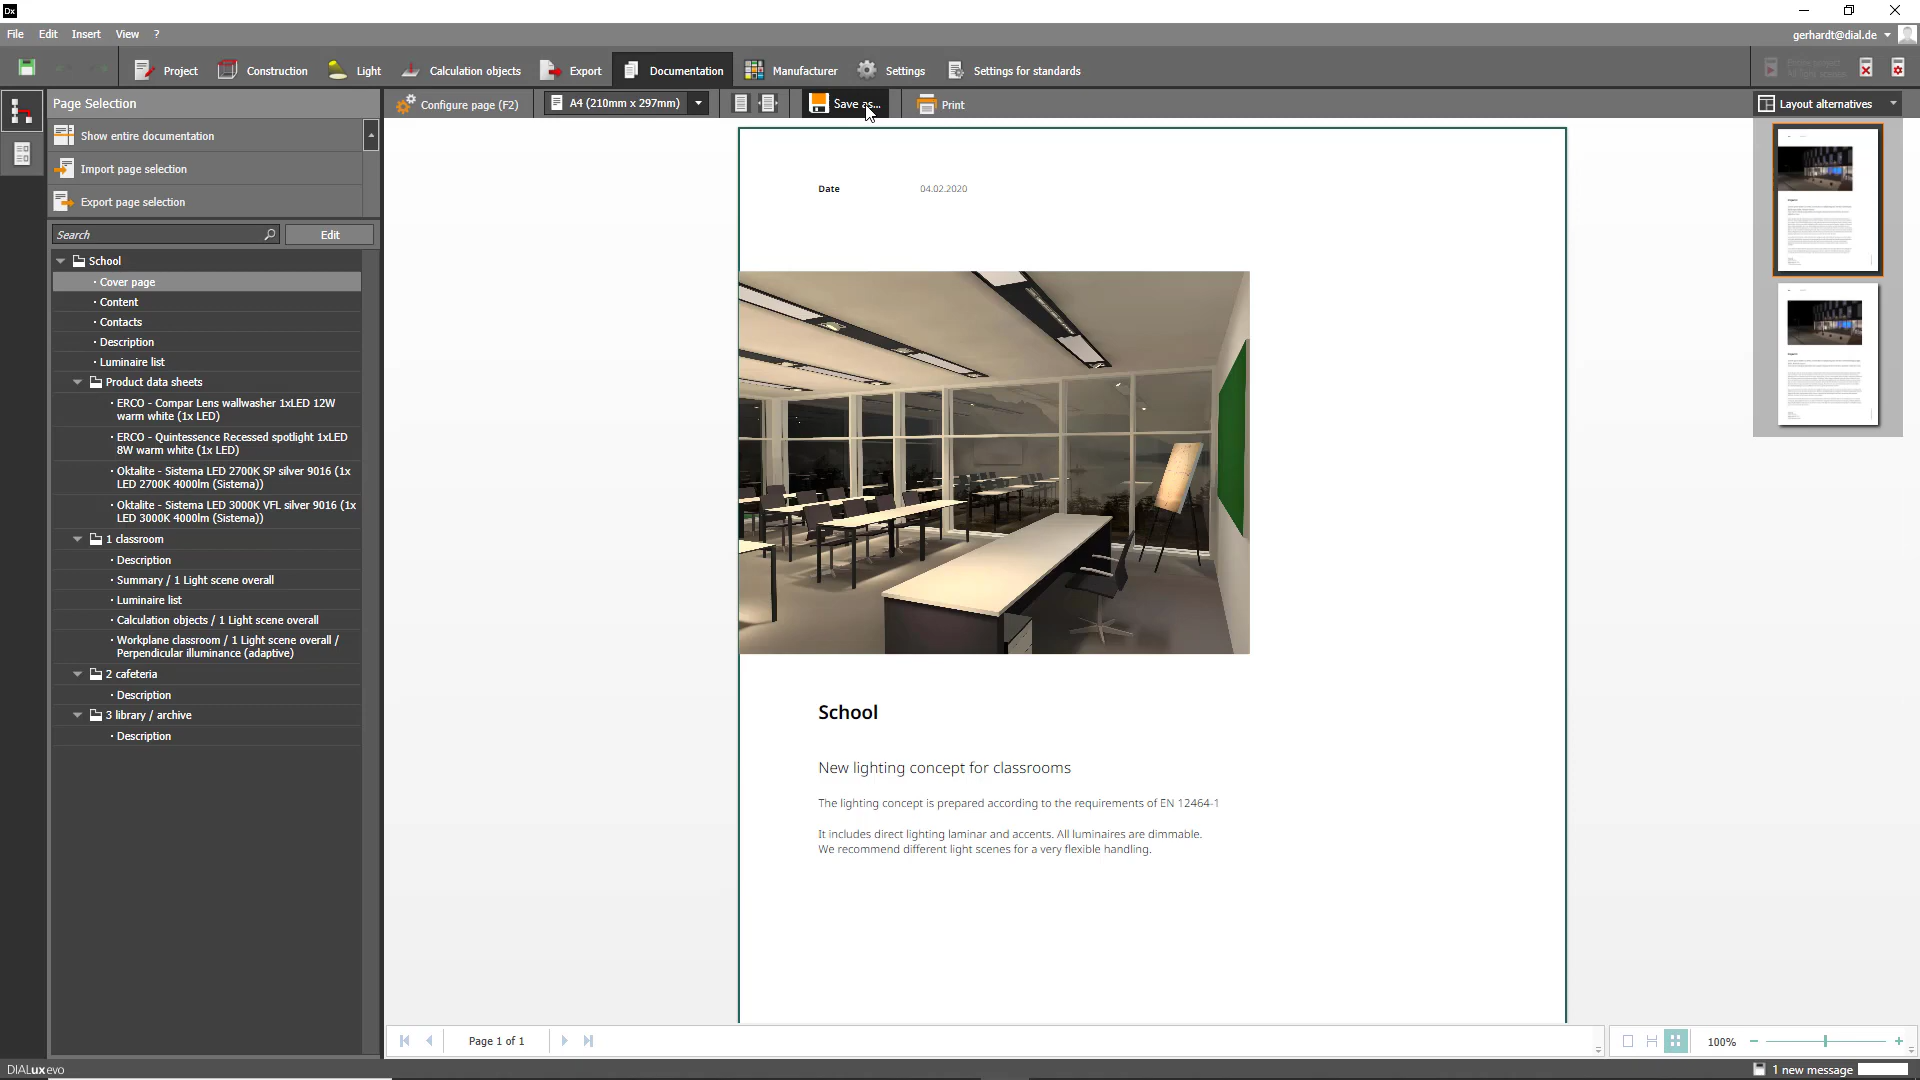 Dx
File Edit Insert View ?
gerhardt@dial.de
Project Construction Light Calculation objects Export Documentation Manufacturer Settings Settings for standards
Page Selection
Configure page (F2) A4 (210mm x 297mm) Save as... Print
Layout alternatives
Show entire documentation
Import page selection
Export page selection
Search Edit
School
Cover page
Content
Contacts
Description
Luminaire list
Product data sheets
ERCO - Compar Lens wallwasher 1xLED 12W
warm white (1x LED)
ERCO - Quintessence Recessed spotlight 1xLED
8W warm white (1x LED)
Oktalite - Sistema LED 2700K SP silver 9016 (1x
LED 2700K 4000lm (Sistema))
Oktalite - Sistema LED 3000K VFL silver 9016 (1x
LED 3000K 4000lm (Sistema))
1 classroom
Description
Summary / 1 Light scene overall
Luminaire list
Calculation objects / 1 Light scene overall
Workplane classroom / 1 Light scene overall /
Perpendicular illuminance (adaptive)
2 cafeteria
Description
3 library / archive
Description
Date 04.02.2020
School
New lighting concept for classrooms
The lighting concept is prepared according to the requirements of EN 12464-1
It includes direct lighting laminar and accents. All luminaires are dimmable.
We recommend different light scenes for a very flexible handling.
Page 1 of 1
100%
DIALux evo
1 new message